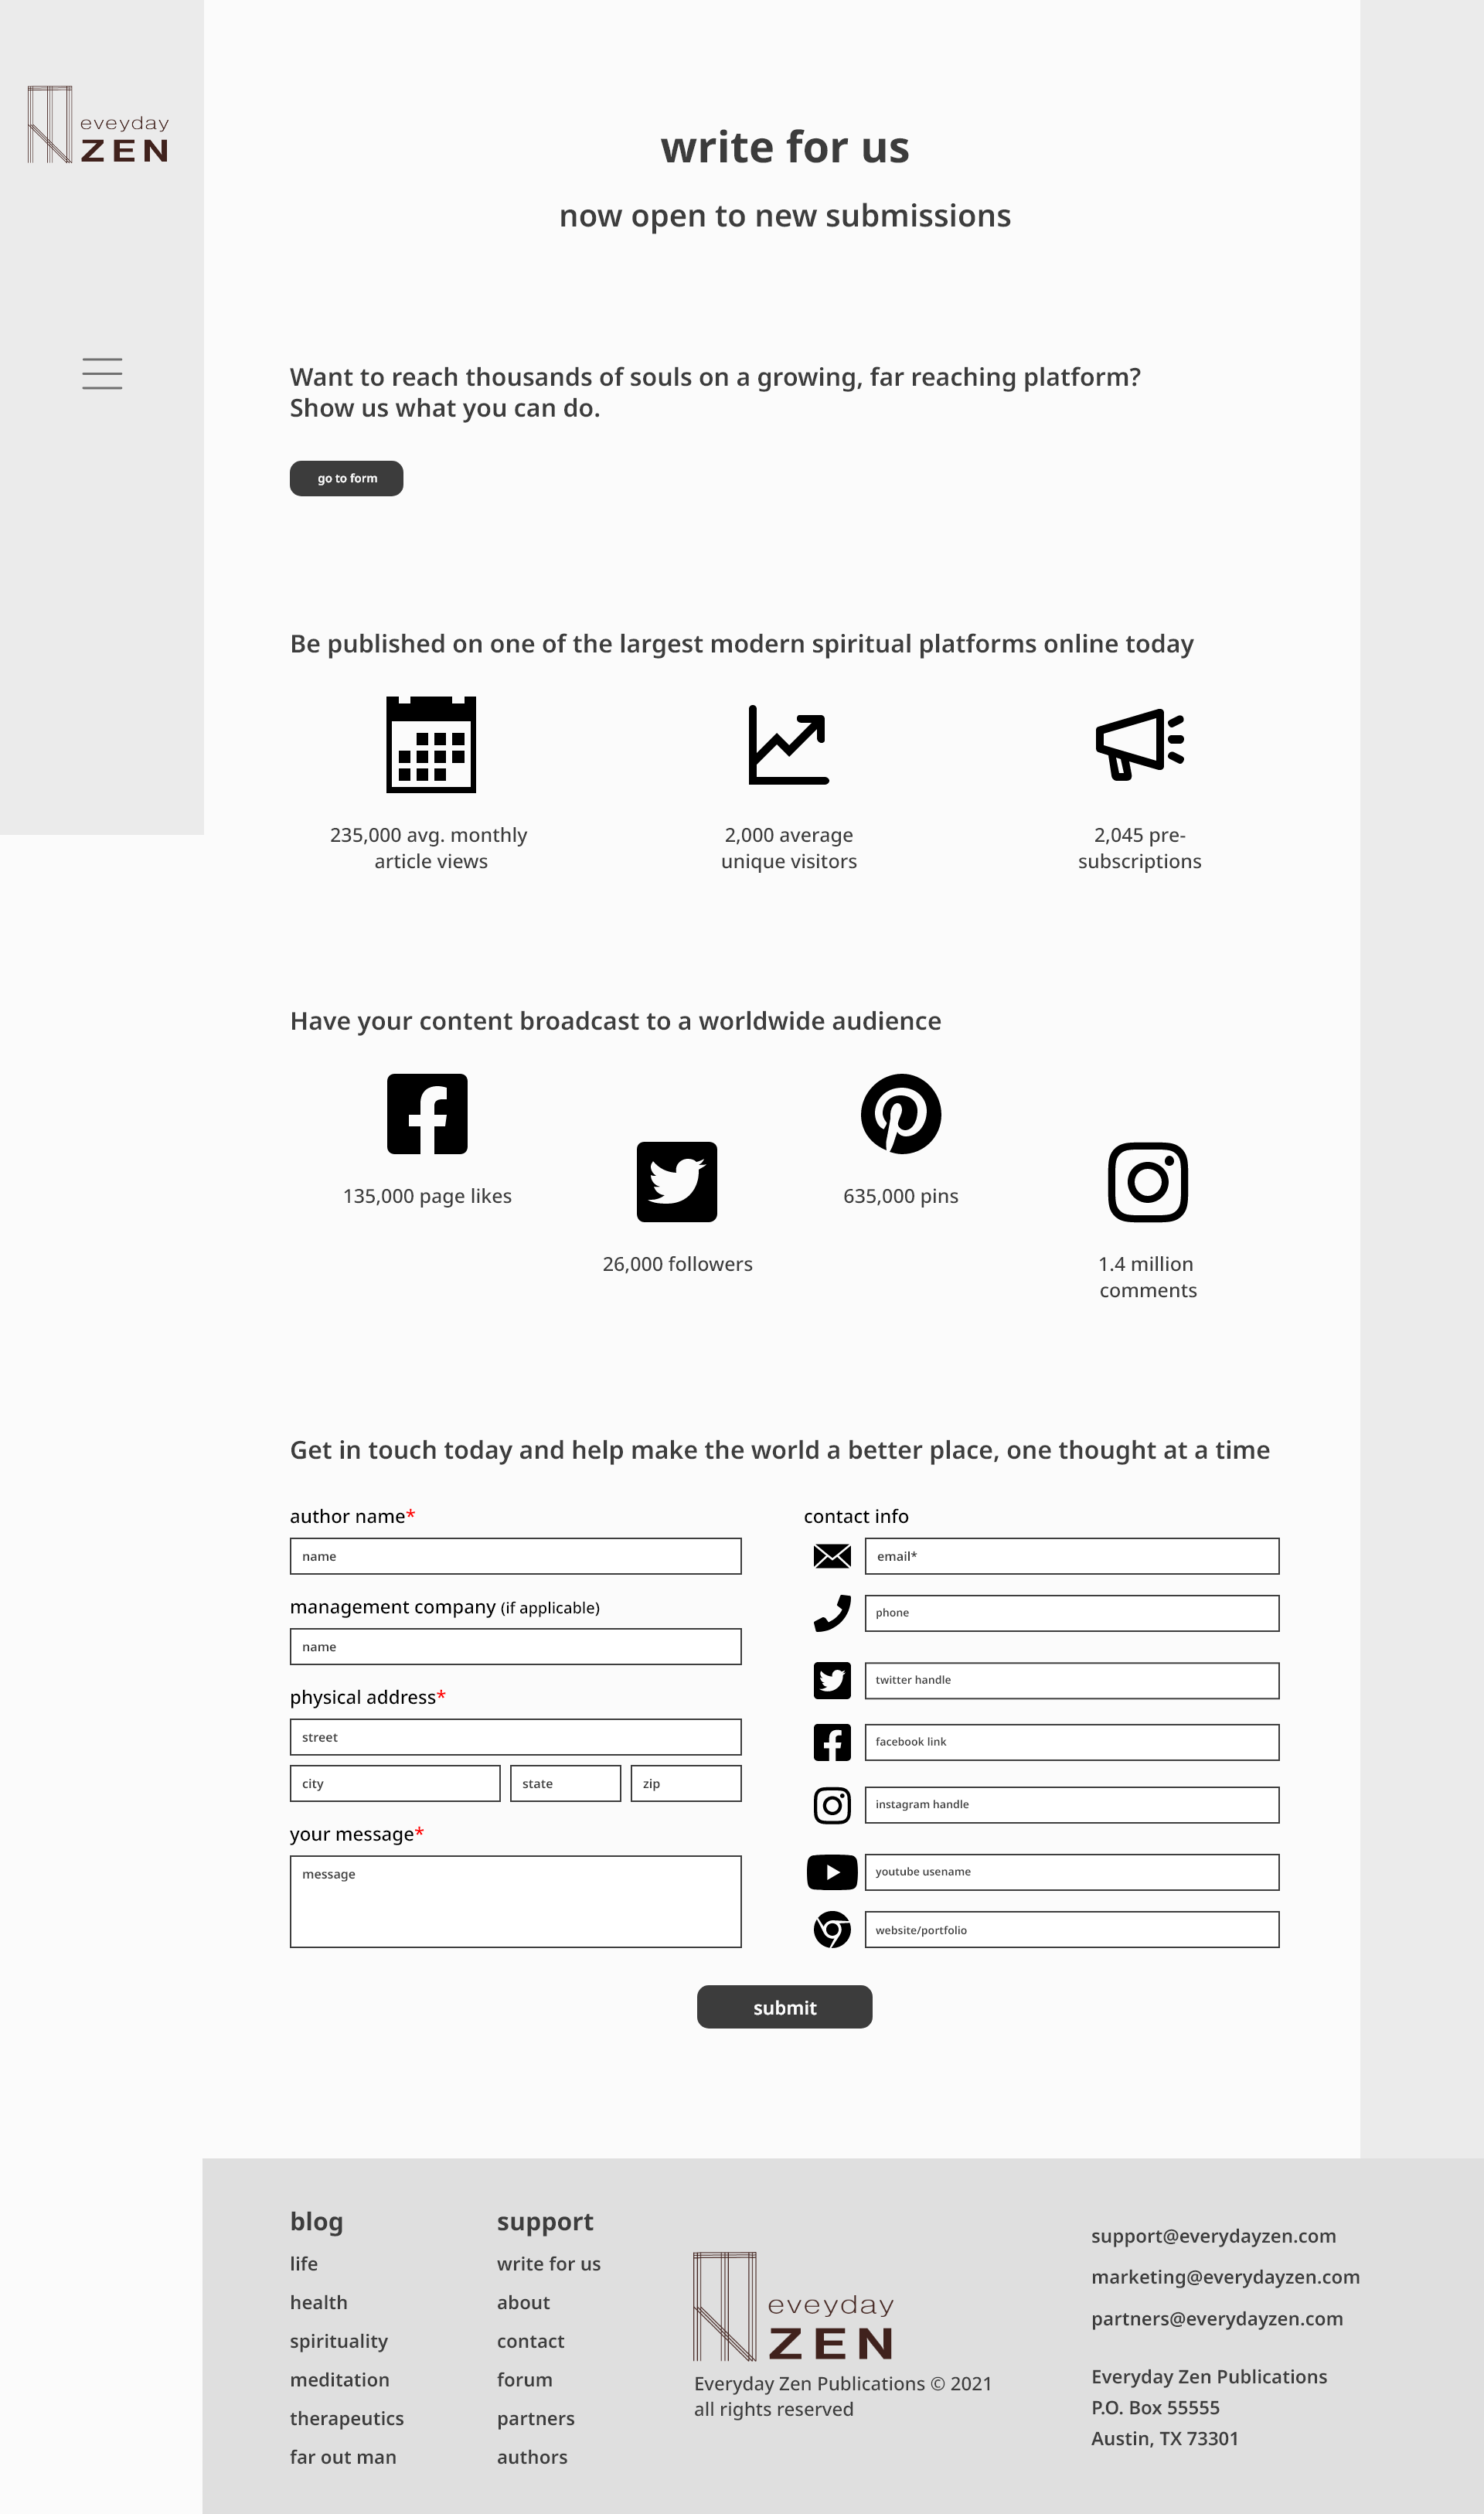 eveyday
ZEN
write for us
now open to new submissions
Want to reach thousands of souls on a growing, far reaching platform?
Show us what you can do.
go to form
Be published on one of the largest modern spiritual platforms online today
235,000 avg. monthly
article views
2,000 average
unique visitors
2,045 pre-
subscriptions
Have your content broadcast to a worldwide audience
135,000 page likes
26,000 followers
635,000 pins
1.4 million
comments
Get in touch today and help make the world a better place, one thought at a time
author name*
name
management company (if applicable)
name
physical address*
street
city
state
zip
your message*
message
contact info
email*
phone
twitter handle
facebook link
instagram handle
youtube usename
website/portfolio
submit
blog
life
health
spirituality
meditation
therapeutics
far out man
support
write for us
about
contact
forum
partners
authors
eveyday
ZEN
Everyday Zen Publications © 2021
all rights reserved
support@everydayzen.com
marketing@everydayzen.com
partners@everydayzen.com
Everyday Zen Publications
P.O. Box 55555
Austin, TX 73301